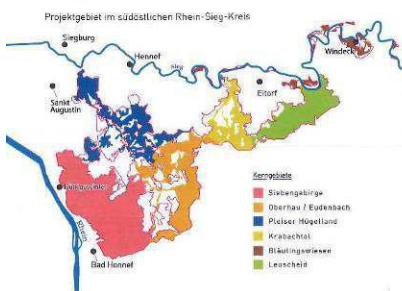 Projektgebiet im südöstlichen Rhein-Sieg-Kreis
Siegburg
Hennef
Sieg
Windeck
Eitorf
Sankt
Augustin
Königswinter
Rhein
Bad Honnef
Kerngebiete
Siebengebirge
Oberhau / Eudenbach
Pleiser Hügelland
Krabachtal
Bläulingswiesen
Leuscheid